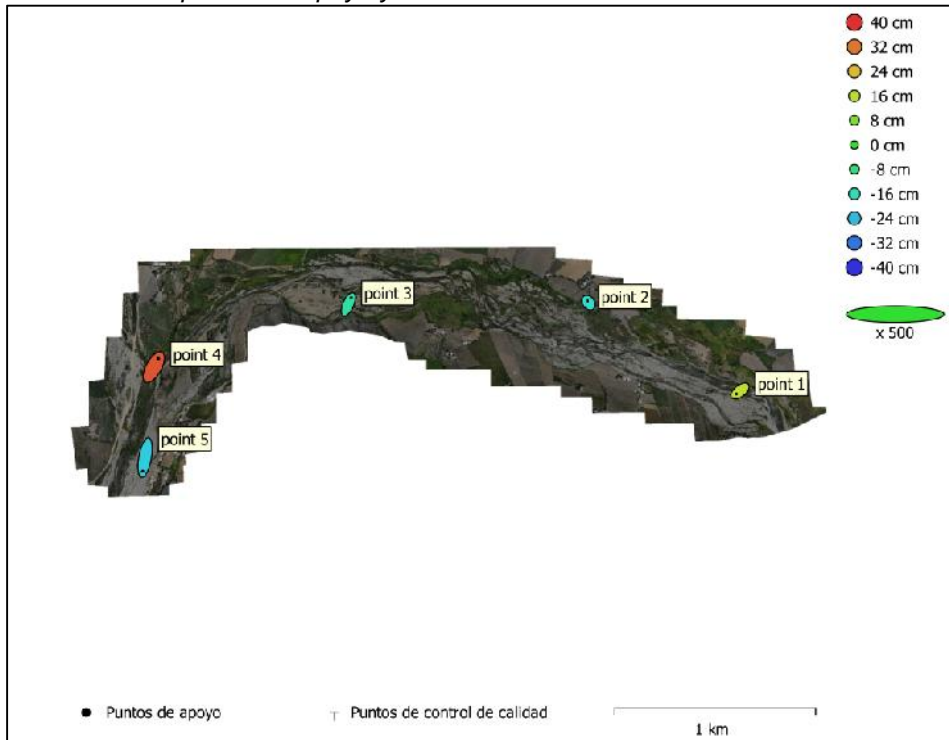 40 cm
32 cm
24 cm
16 cm
8 cm
0 cm
-8 cm
-16 cm
-24 cm
-32 cm
-40 cm
x 500
point 3
point 2
point 4
point 1
point 5
Puntos de apoyo
Puntos de control de calidad
1 km